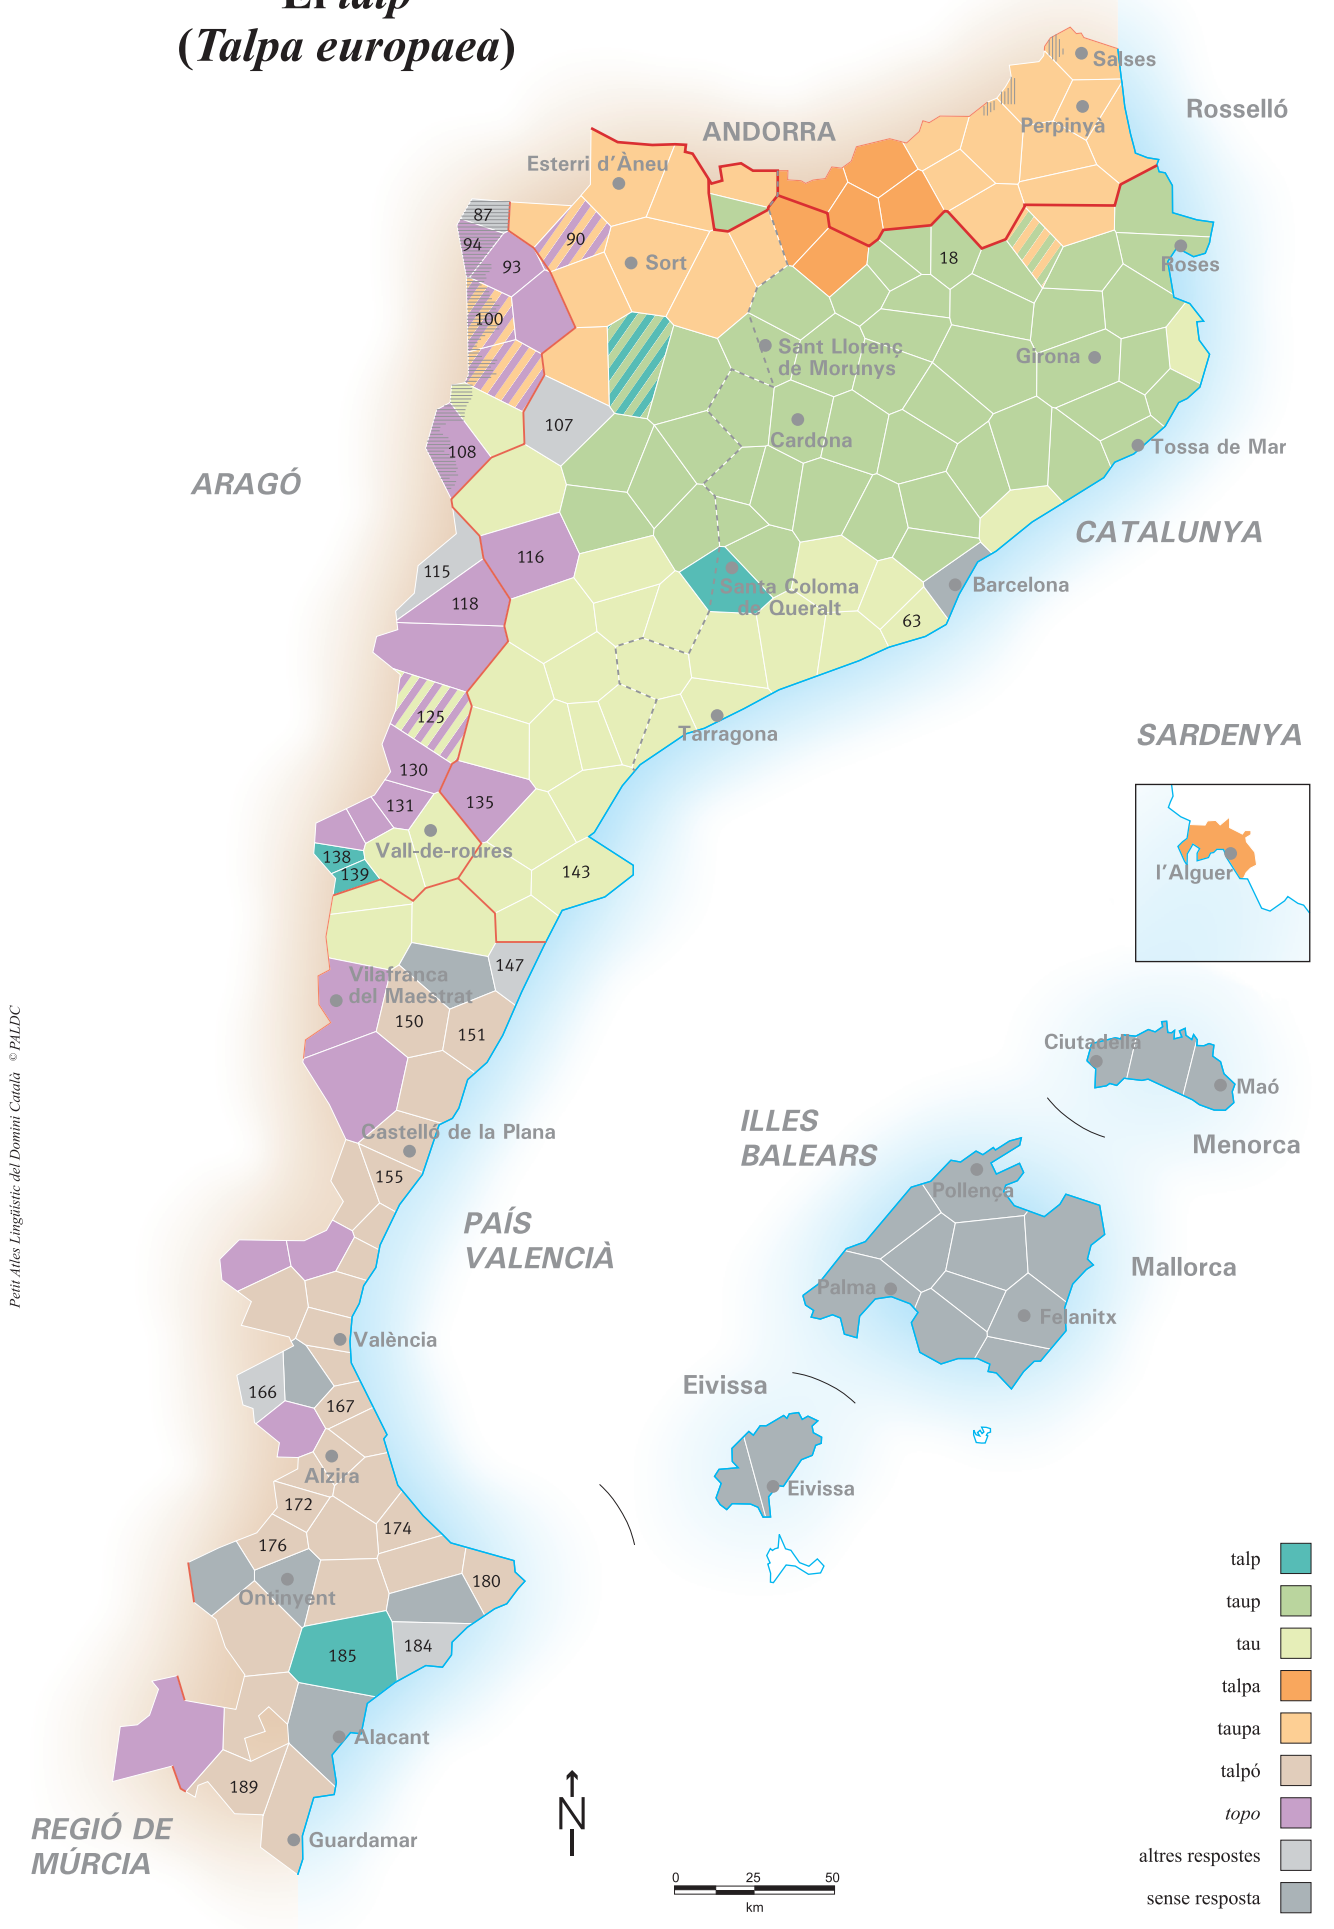 El talp
(Talpa europaea)
Salses
Rosselló
ANDORRA
Perpinyà
Esterri d'Àneu
87
94
90
93
Sort
18
Roses
100
Sant Llorenç
de Morunys
Girona
107
Cardona
Tossa de Mar
108
ARAGÓ
CATALUNYA
116
115
Santa Coloma
de Queralt
Barcelona
118
63
125
Tarragona
SARDENYA
130
131
135
Vall-de-roures
138
139
143
l'Alguer
147
Vilafranca
del Maestrat
150
151
Petit Atles Lingüístic del Domini Català © PALDC
Ciutadella
Maó
ILLES
BALEARS
Castelló de la Plana
Menorca
155
Pollença
PAÍS
VALENCIÀ
Mallorca
Palma
Felanitx
València
Eivissa
166
167
Alzira
Eivissa
172
174
176
180
Ontinyent
184
185
Alacant
189
REGIÓ DE
MÚRCIA
Guardamar
N
0 25 50
km
talp
taup
tau
talpa
taupa
talpó
topo
altres respostes
sense resposta